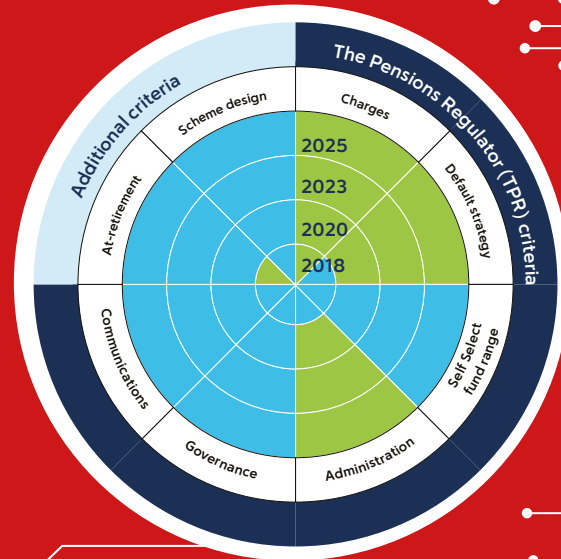 Additional criteria
The Pensions Regulator (TPR) criteria
Scheme design
Charges
Default strategy
Self Select
fund range
Administration
Governance
Communications
At-retirement
2025
2023
2020
2018